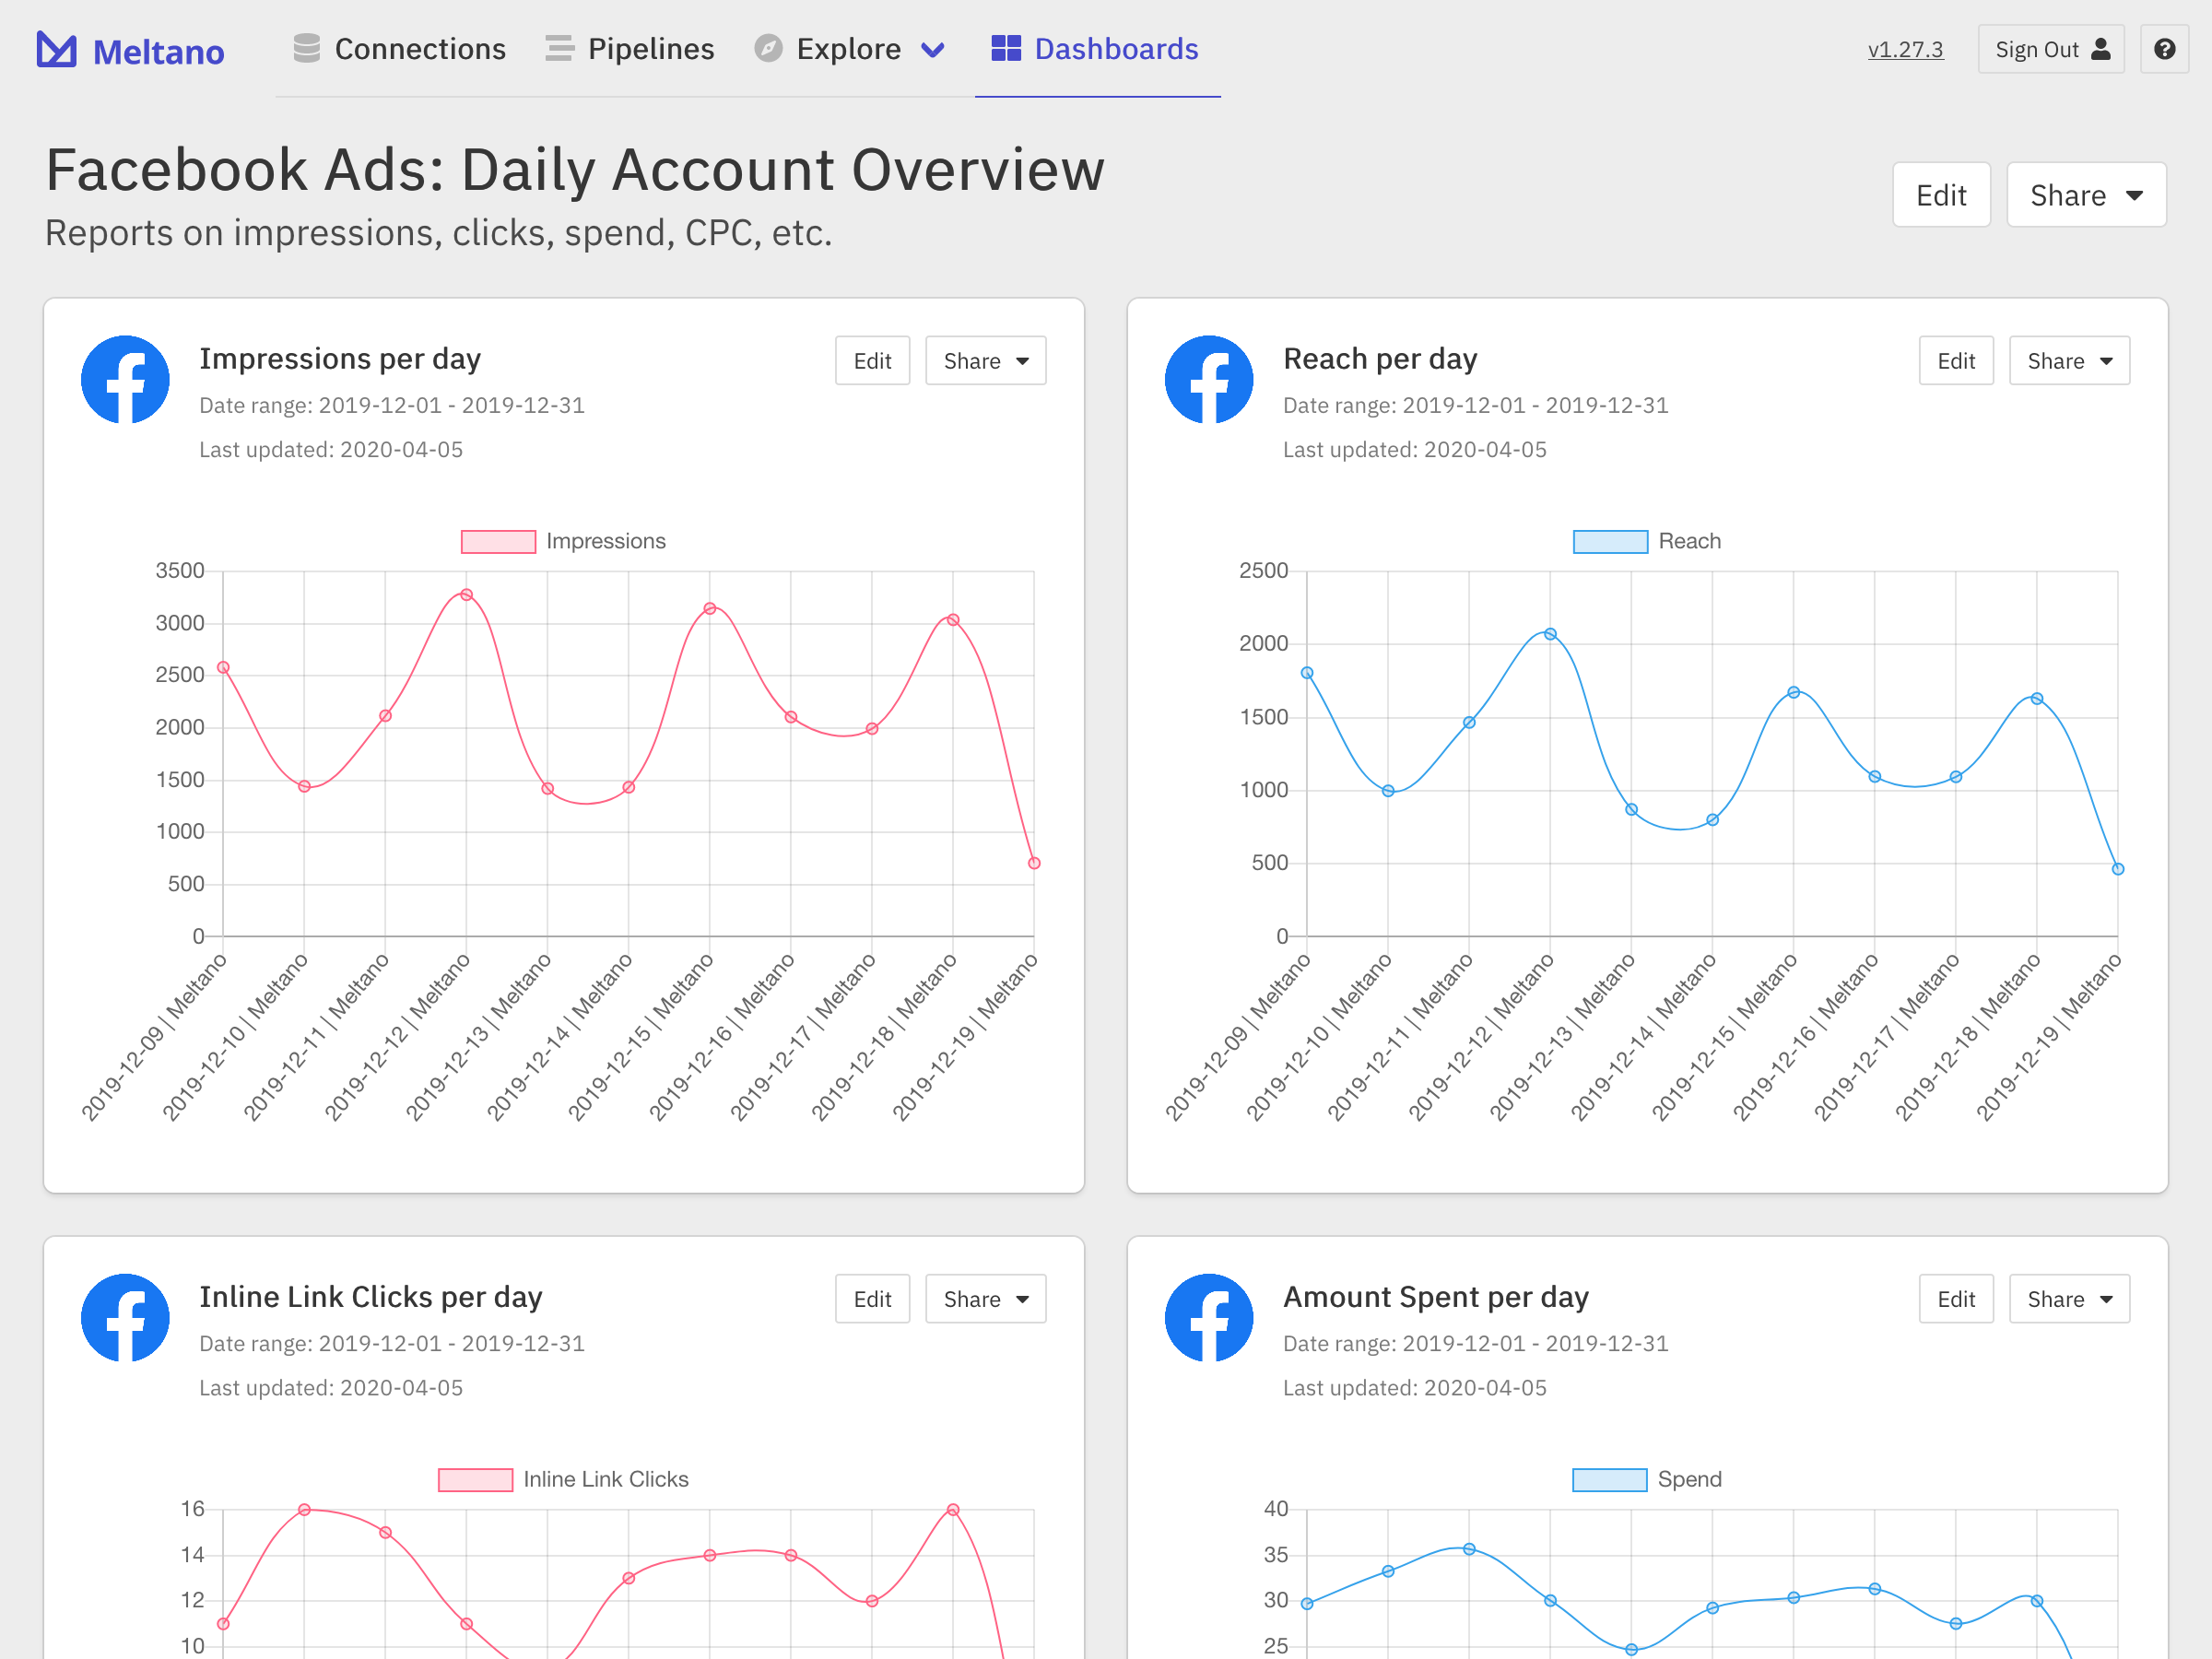 Meltano
Connections
Pipelines
Explore
Dashboards
v1.27.3
Sign Out
?
Facebook Ads: Daily Account Overview
Reports on impressions, clicks, spend, CPC, etc.
Edit
Share
Impressions per day
Date range: 2019-12-01 - 2019-12-31
Last updated: 2020-04-05
Edit
Share
Impressions
3500
3000
2500
2000
1500
1000
500
0
2019-12-09 | Meltano
2019-12-10 | Meltano
2019-12-11 | Meltano
2019-12-12 | Meltano
2019-12-13 | Meltano
2019-12-14 | Meltano
2019-12-15 | Meltano
2019-12-16 | Meltano
2019-12-17 | Meltano
2019-12-18 | Meltano
2019-12-19 | Meltano
Reach per day
Date range: 2019-12-01 - 2019-12-31
Last updated: 2020-04-05
Edit
Share
Reach
2500
2000
1500
1000
500
0
2019-12-09 | Meltano
2019-12-10 | Meltano
2019-12-11 | Meltano
2019-12-12 | Meltano
2019-12-13 | Meltano
2019-12-14 | Meltano
2019-12-15 | Meltano
2019-12-16 | Meltano
2019-12-17 | Meltano
2019-12-18 | Meltano
2019-12-19 | Meltano
Inline Link Clicks per day
Date range: 2019-12-01 - 2019-12-31
Last updated: 2020-04-05
Edit
Share
Inline Link Clicks
16
14
12
10
Amount Spent per day
Date range: 2019-12-01 - 2019-12-31
Last updated: 2020-04-05
Edit
Share
Spend
40
35
30
25